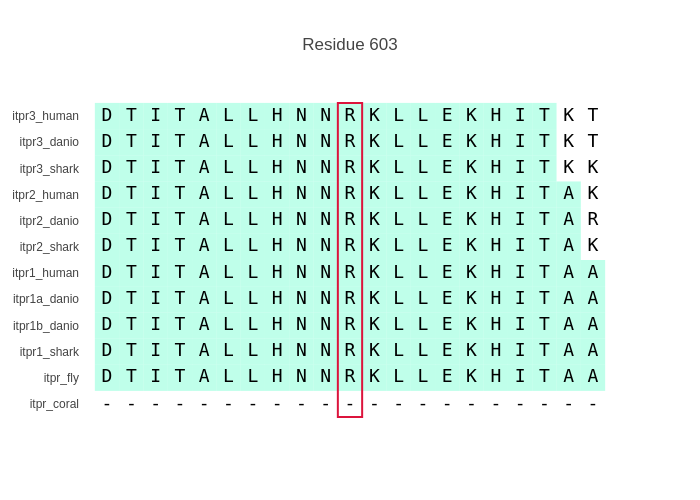 Residue 603
itpr3_human D T I T A L L H N N R K L L E K H I T K T
itpr3_danio D T I T A L L H N N R K L L E K H I T K T
itpr3_shark D T I T A L L H N N R K L L E K H I T K K
itpr2_human D T I T A L L H N N R K L L E K H I T A K
itpr2_danio D T I T A L L H N N R K L L E K H I T A R
itpr2_shark D T I T A L L H N N R K L L E K H I T A K
itpr1_human D T I T A L L H N N R K L L E K H I T A A
itpr1a_danio D T I T A L L H N N R K L L E K H I T A A
itpr1b_danio D T I T A L L H N N R K L L E K H I T A A
itpr1_shark D T I T A L L H N N R K L L E K H I T A A
itpr_fly D T I T A L L H N N R K L L E K H I T A A
itpr_coral - - - - - - - - - - - - - - - - - - - - -